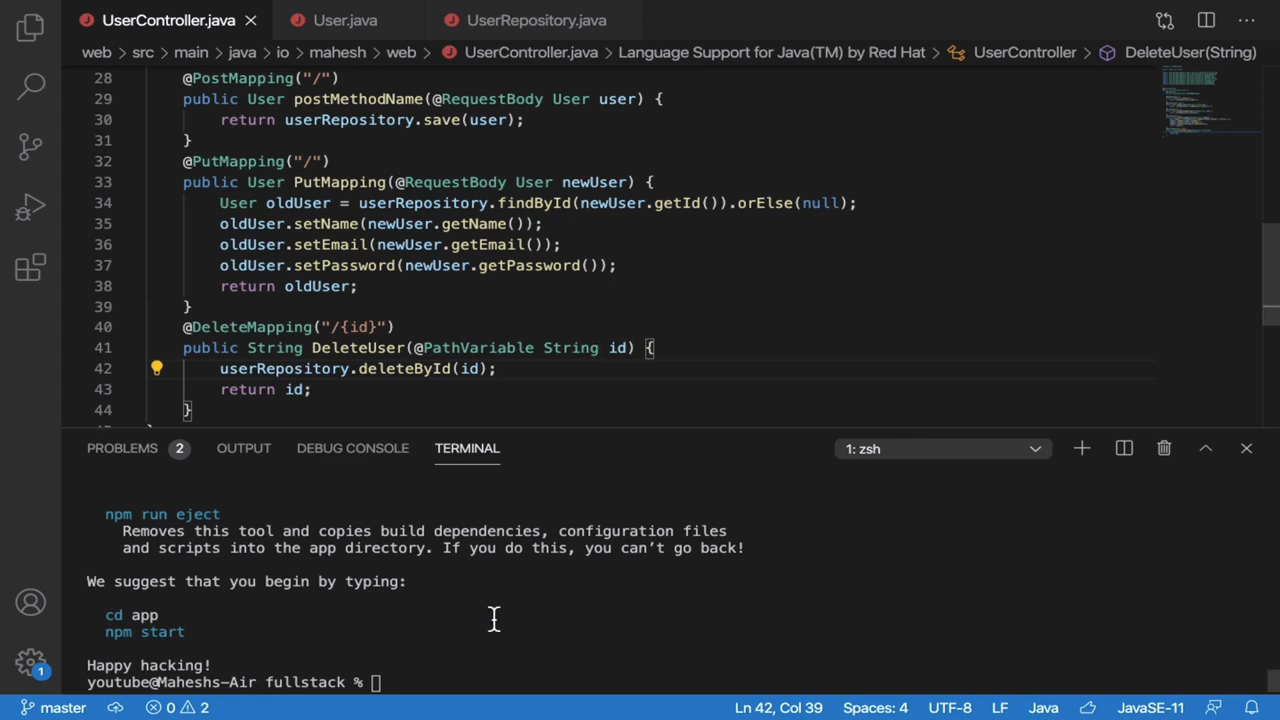 UserController.java
User.java
UserRepository.java
web > src > main > java > io > mahesh > web > UserController.java > Language Support for Java(TM) by Red Hat > UserController > DeleteUser(String)
28 @PostMapping("/")
29 public User postMethodName(@RequestBody User user) {
30 return userRepository.save(user);
31 }
32 @PutMapping("/")
33 public User PutMapping(@RequestBody User newUser) {
34 User oldUser = userRepository.findById(newUser.getId()).orElse(null);
35 oldUser.setName(newUser.getName());
36 oldUser.setEmail(newUser.getEmail());
37 oldUser.setPassword(newUser.getPassword());
38 return oldUser;
39 }
40 @DeleteMapping("/{id}")
41 public String DeleteUser(@PathVariable String id) {
42 userRepository.deleteById(id);
43 return id;
44 }
PROBLEMS 2 OUTPUT DEBUG CONSOLE TERMINAL 1: zsh
npm run eject
Removes this tool and copies build dependencies, configuration files
and scripts into the app directory. If you do this, you can’t go back!
We suggest that you begin by typing:
cd app
npm start
Happy hacking!
youtube@Maheshs-Air fullstack %
1
master 0 2 Ln 42, Col 39 Spaces: 4 UTF-8 LF Java JavaSE-11